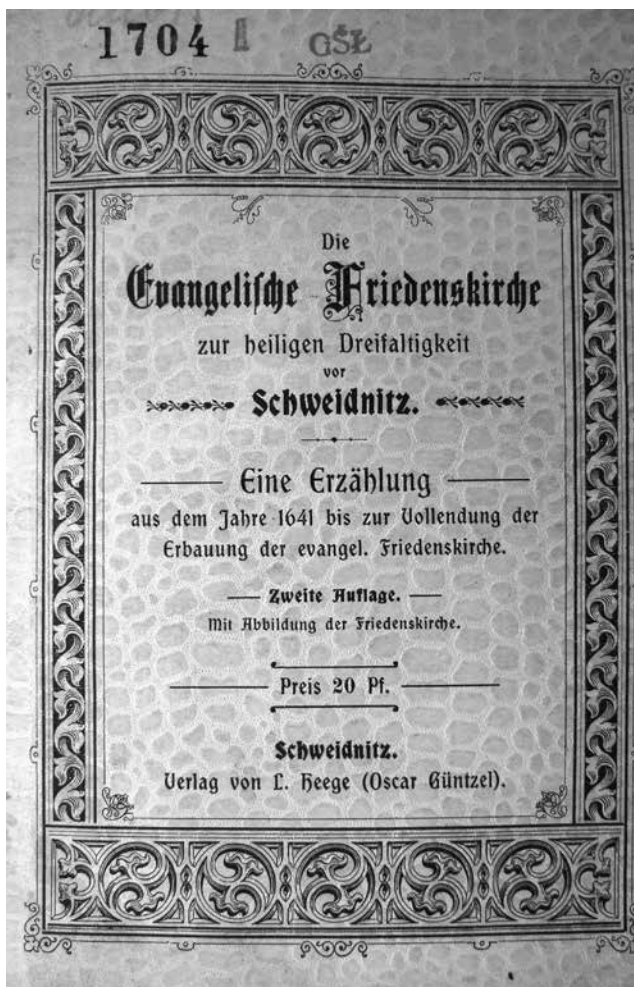 1704 1 GŚŁ
Die
Evangelische Friedenskirche
zur heiligen Dreifaltigkeit
vor
Schweidnitz.
Eine Erzählung
aus dem Jahre 1641 bis zur Vollendung der
Erbauung der evangel. Friedenskirche.
Zweite Auflage.
Mit Abbildung der Friedenskirche.
Preis 20 Pf.
Schweidnitz.
Verlag von L. Heege (Oscar Güntzel).